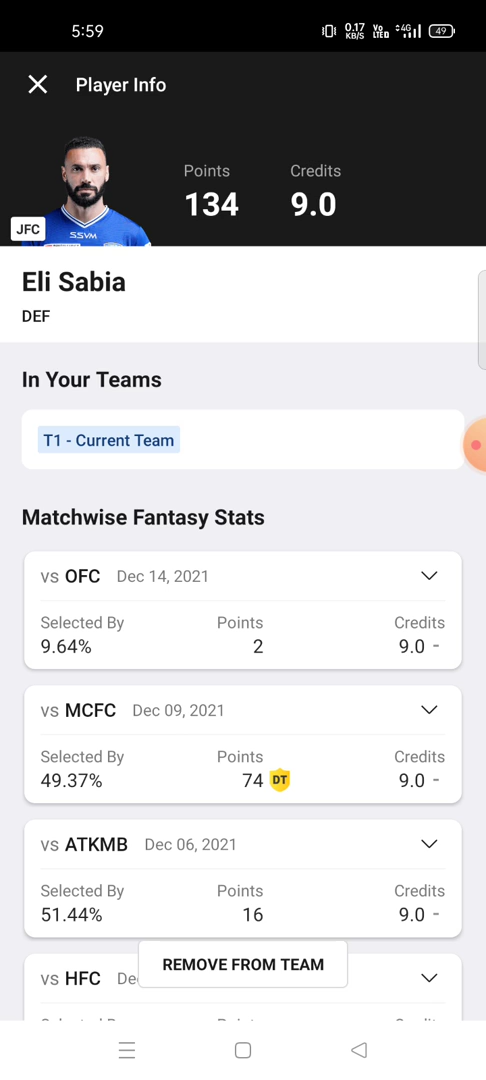 5:59 0.17 KB/S Vo LTED 4G 49
Player Info
Points Credits
134 9.0
JFC
SSVM
Eli Sabia
DEF
In Your Teams
T1 - Current Team
Matchwise Fantasy Stats
vs OFC Dec 14, 2021
Selected By Points Credits
9.64% 2 9.0 -
vs MCFC Dec 09, 2021
Selected By Points Credits
49.37% 74 DT 9.0 -
vs ATKMB Dec 06, 2021
Selected By Points Credits
51.44% 16 9.0 -
REMOVE FROM TEAM
vs HFC De